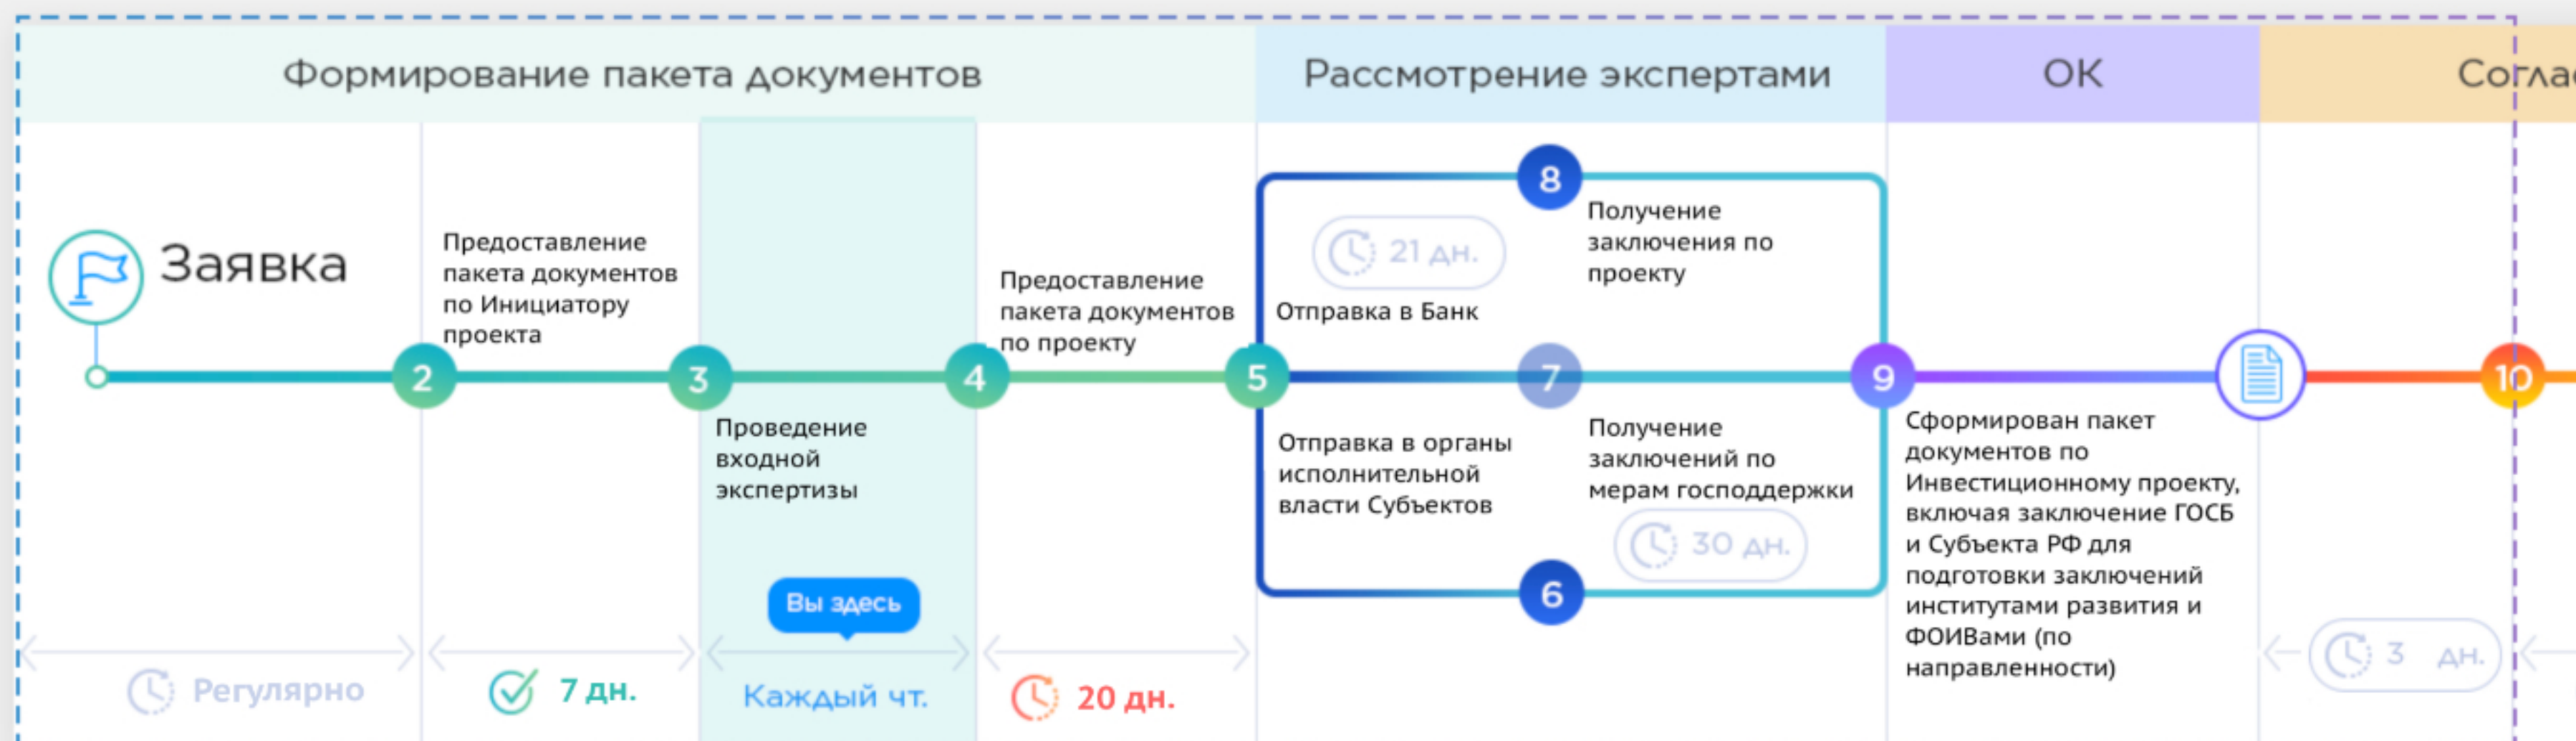 Формирование пакета документов
Рассмотрение экспертами
ОК
Заявка
2
Предоставление
пакета документов
по Инициатору
проекта
3
Проведение
входной
экспертизы
4
Предоставление
пакета документов
по проекту
5
21 дн.
Отправка в Банк
Отправка в органы
исполнительной
власти Субъектов
8
Получение
заключения по
проекту
7
Получение
заключений по
мерам господдержки
30 дн.
6
9
Сформирован пакет
документов по
Инвестиционному проекту,
включая заключение ГОСБ
и Субъекта РФ для
подготовки заключений
институтами развития и
ФОИВами (по
направленности)
10
Вы здесь
Регулярно
7 дн.
Каждый чт.
20 дн.
3 дн.